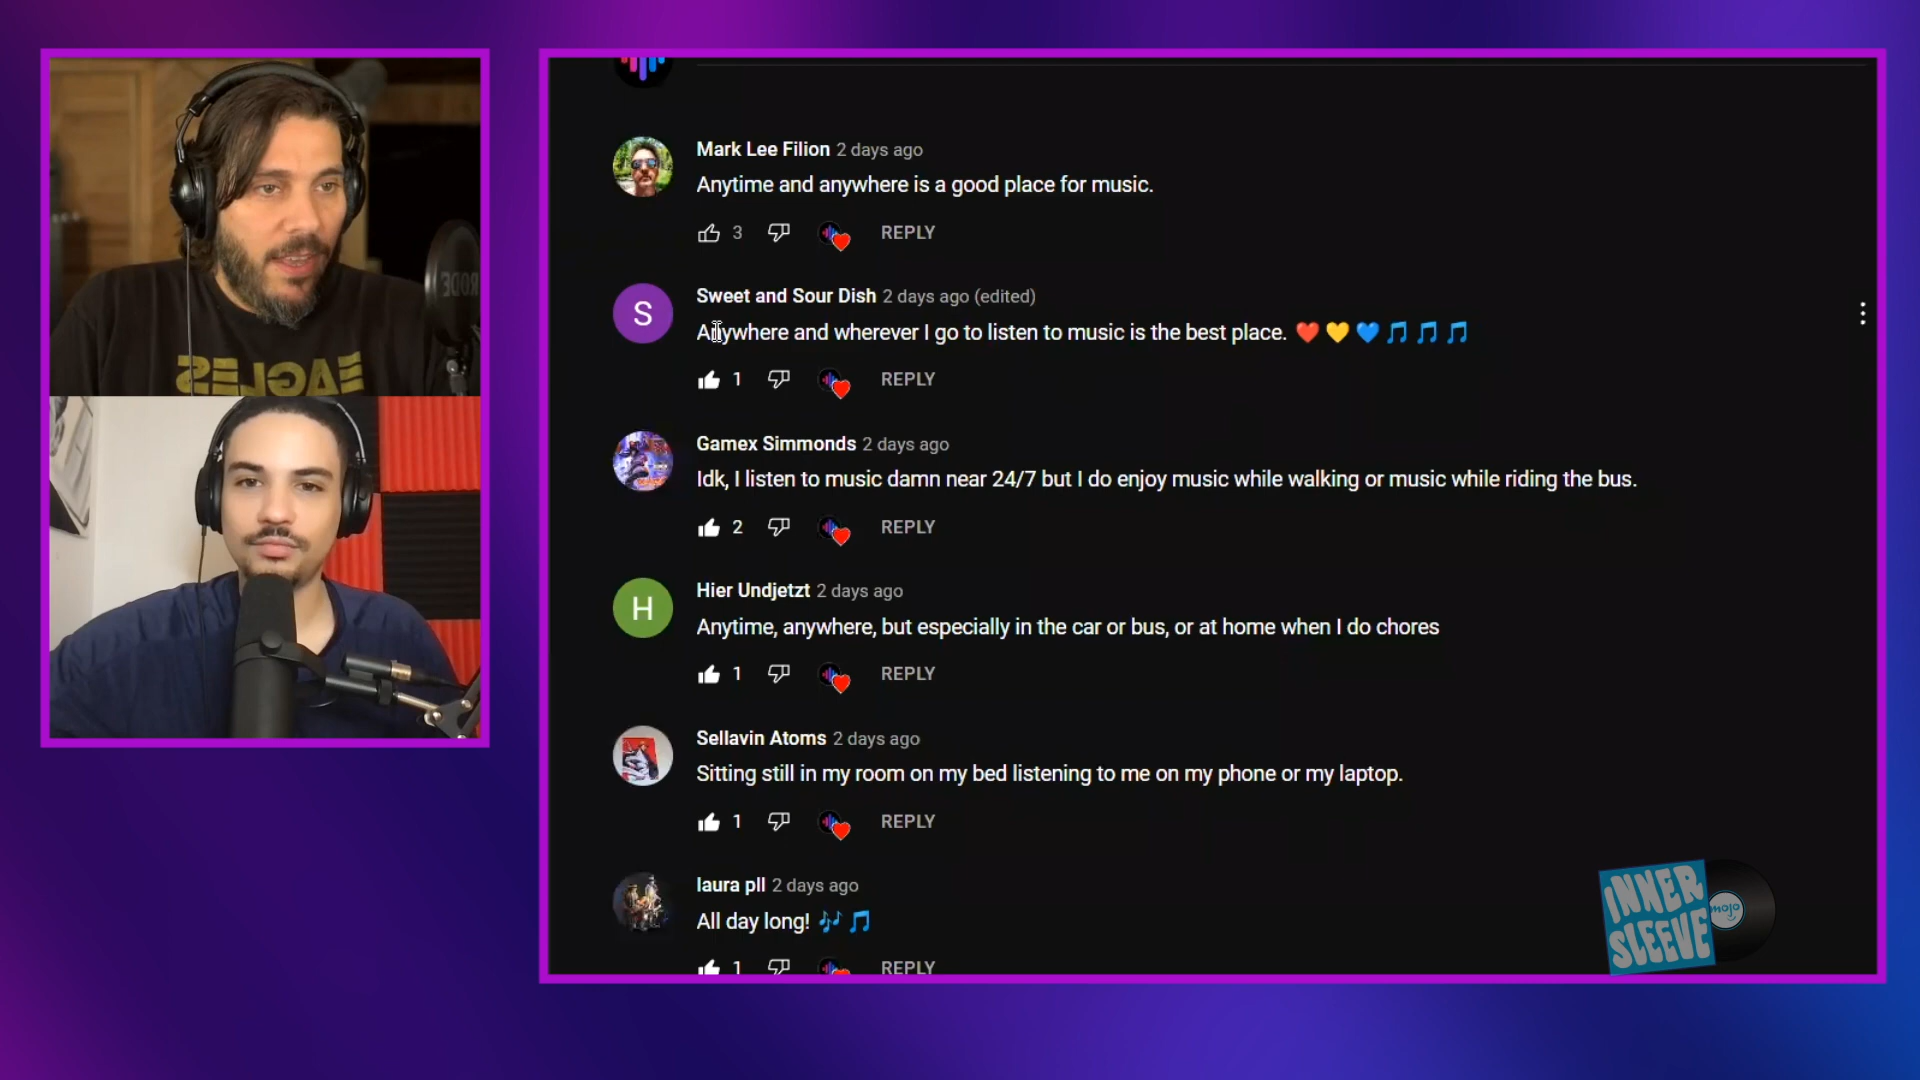 RODE
EAGLES
Mark Lee Filion 2 days ago
Anytime and anywhere is a good place for music.
3 REPLY
S
Sweet and Sour Dish 2 days ago (edited)
Anywhere and wherever I go to listen to music is the best place. ❤️💛💙🎵🎵🎵
1 REPLY
Gamex Simmonds 2 days ago
Idk, I listen to music damn near 24/7 but I do enjoy music while walking or music while riding the bus.
2 REPLY
H
Hier Undjetzt 2 days ago
Anytime, anywhere, but especially in the car or bus, or at home when I do chores
1 REPLY
Sellavin Atoms 2 days ago
Sitting still in my room on my bed listening to me on my phone or my laptop.
1 REPLY
laura pll 2 days ago
All day long! 🎶🎵
1 REPLY
INNER
SLEEVE
mojo